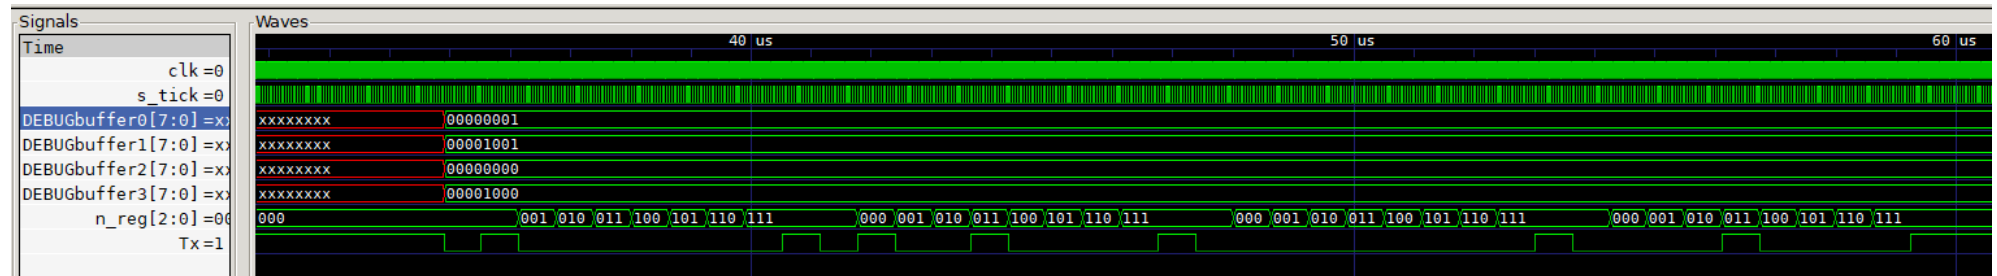 Signals Waves
Time 40 us 50 us 60 us
clk =0
s_tick =0
DEBUGbuffer0[7:0] =xx xxxxxxxx 00000001
DEBUGbuffer1[7:0] =xx xxxxxxxx 00001001
DEBUGbuffer2[7:0] =xx xxxxxxxx 00000000
DEBUGbuffer3[7:0] =xx xxxxxxxx 00001000
n_reg[2:0] =00 000 001 010 011 100 101 110 111 000 001 010 011 100 101 110 111 000 001 010 011 100 101 110 111 000 001 010 011 100 101 110 111
Tx =1